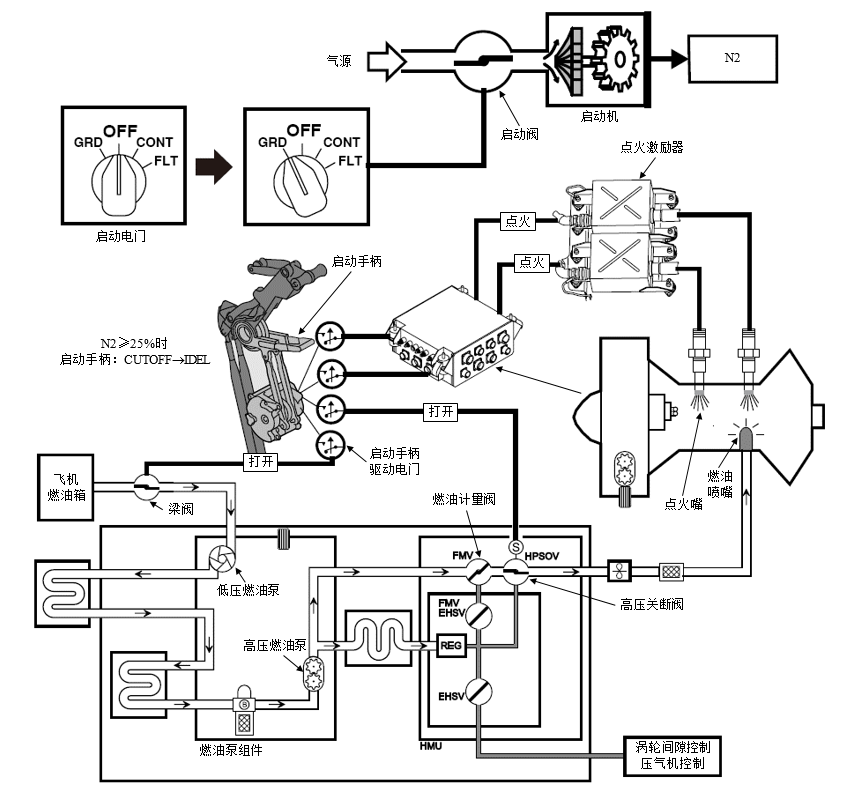 气源
启动阀
启动机
N2
OFF
GRD
CONT
FLT
启动电门
OFF
GRD
CONT
FLT
点火激励器
点火
点火
启动手柄
N2≥25%时
启动手柄：CUTOFF→IDEL
打开
打开
启动手柄
驱动电门
飞机
燃油箱
梁阀
点火嘴
燃油
喷嘴
燃油计量阀
FMV
S
HPSOV
低压燃油泵
高压关断阀
FMV
EHSV
高压燃油泵
REG
EHSV
B
燃油泵组件
HMU
涡轮间隙控制
压气机控制